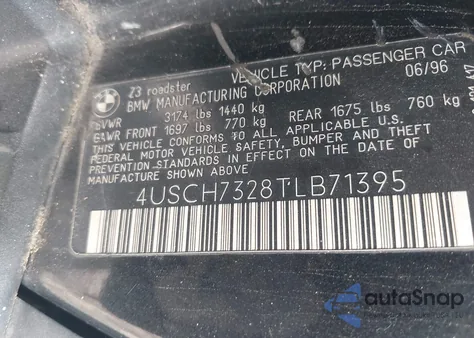 BMW
Z3 roadster
VEHICLE TYP: PASSENGER CAR
BMW MANUFACTURING CORPORATION
06/96
GVWR 3174 lbs 1440 kg
GAWR FRONT 1697 lbs 770 kg REAR 1675 lbs 760 kg
THIS VEHICLE CONFORMS TO ALL APPLICABLE
FEDERAL MOTOR VEHICLE SAFETY, BUMPER AND THEFT
PREVENTION STANDARDS IN EFFECT ON THE
DATE OF MANUFACTURE SHOWN ABOVE.
4USCH7328TLB71395
autoSnap